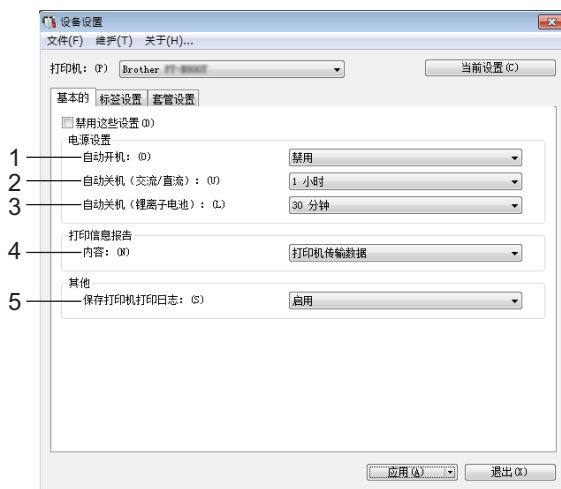 设备设置
文件(F) 维护(T) 关于(H)...
打印机: (P) Brother 当前设置(C)
基本的 标签设置 套管设置
禁用这些设置(D)
电源设置
1 自动开机: (O) 禁用
2 自动关机 (交流/直流) : (U) 1 小时
3 自动关机 (锂离子电池) : (L) 30 分钟
打印信息报告
4 内容: (N) 打印机传输数据
其他
5 保存打印机打印日志: (S) 启用
应用(A) 退出(X)